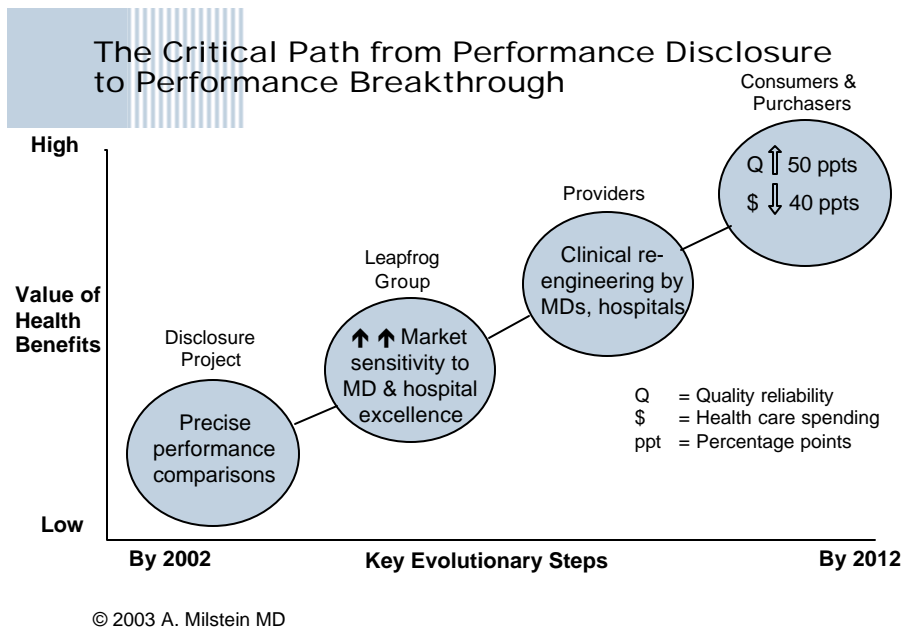 The Critical Path from Performance Disclosure
to Performance Breakthrough
Consumers &
Purchasers
High
Q ⇑ 50 ppts
$ ⇓ 40 ppts
Providers
Clinical re-
engineering by
MDs, hospitals
Leapfrog
Group
↑ ↑ Market
sensitivity to
MD & hospital
excellence
Value of
Health
Benefits
Disclosure
Project
Precise
performance
comparisons
Q = Quality reliability
$ = Health care spending
ppt = Percentage points
Low
By 2002
Key Evolutionary Steps
By 2012
© 2003 A. Milstein MD